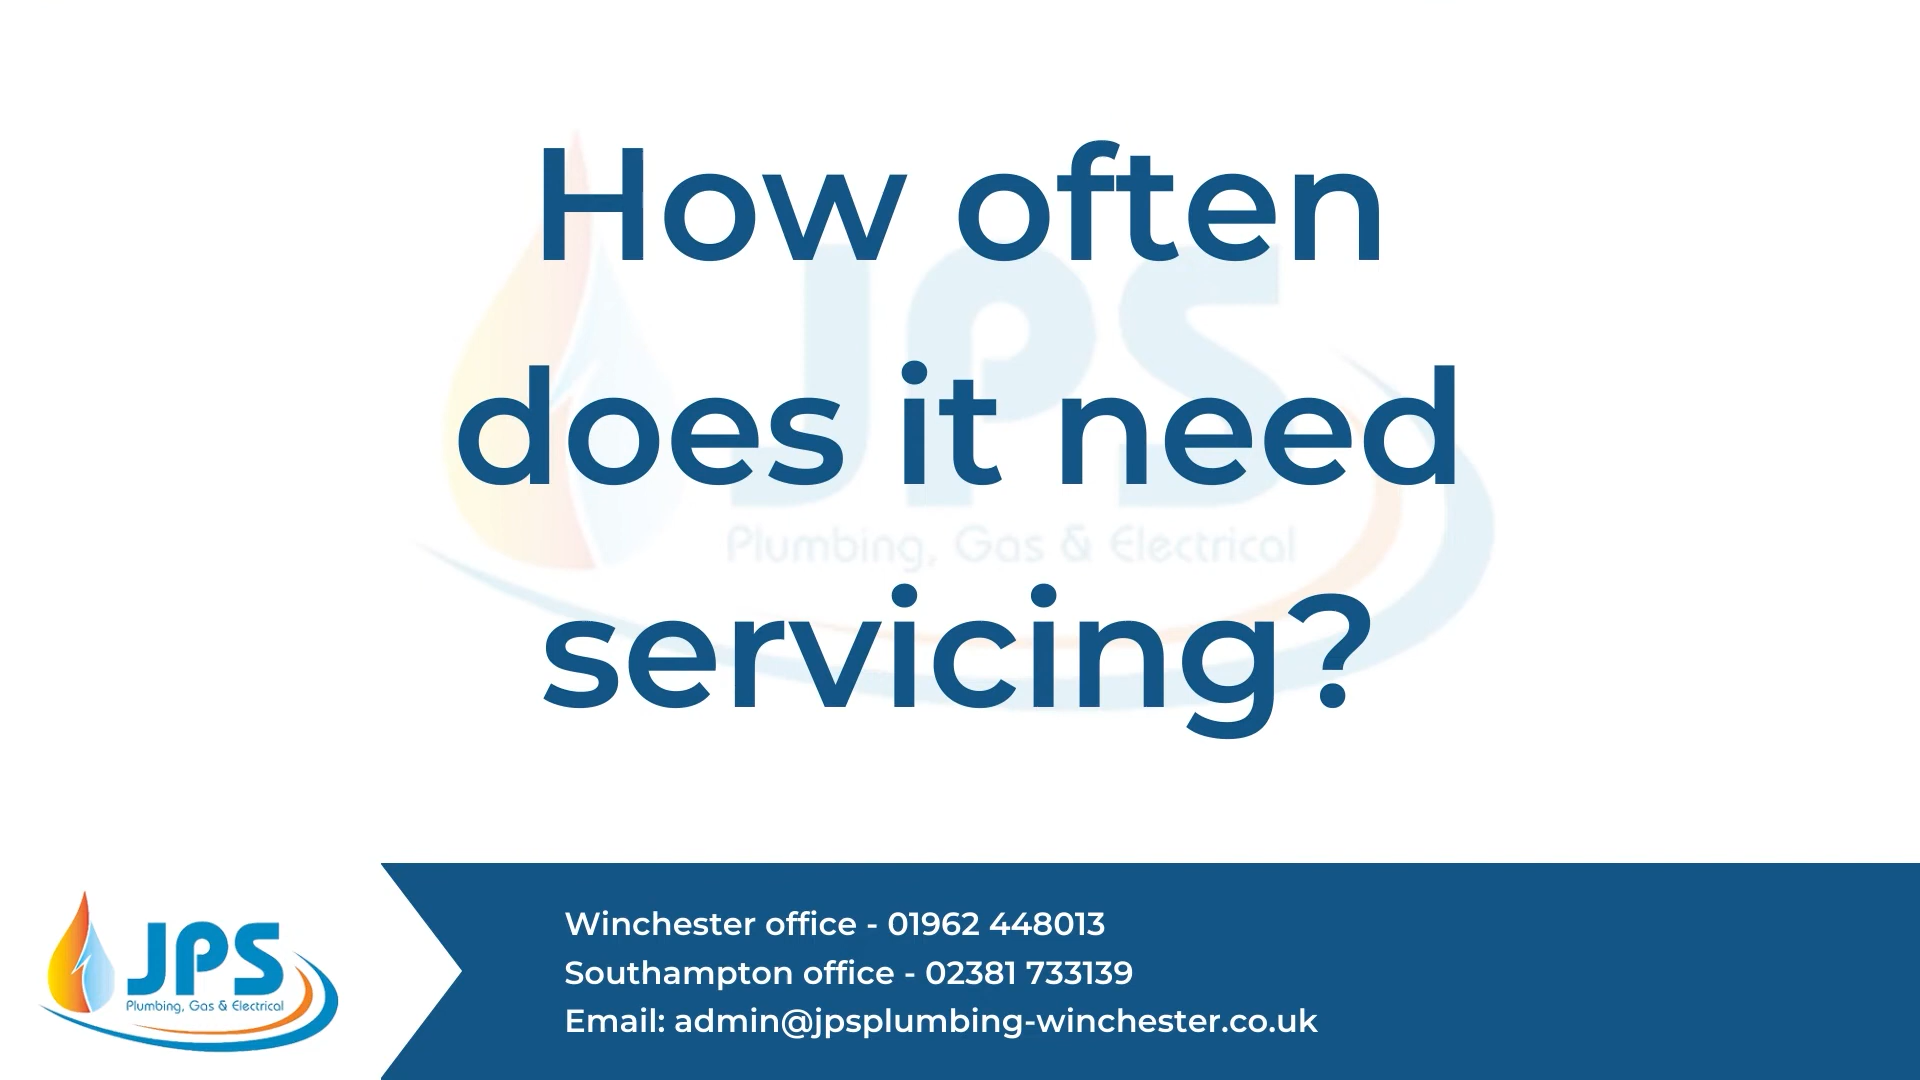 How often
does it need
servicing?
JPS
Plumbing, Gas & Electrical
Winchester office - 01962 448013
Southampton office - 02381 733139
Email: admin@jpsplumbing-winchester.co.uk
JPS
Plumbing, Gas & Electrical